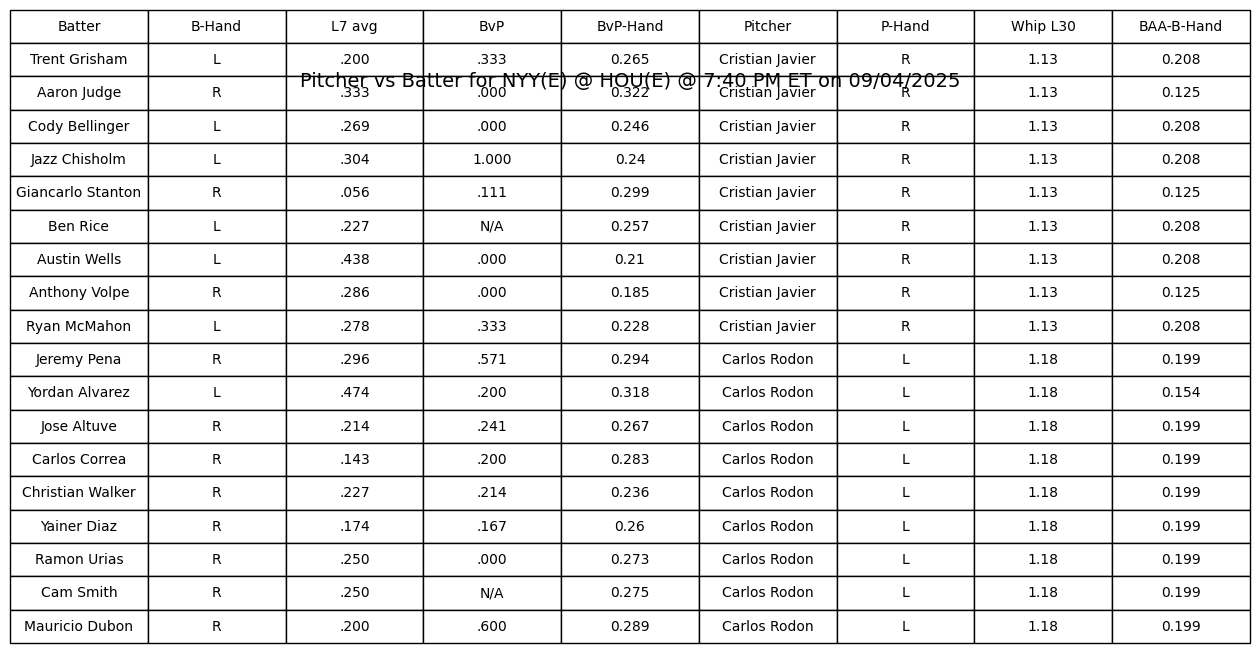 Batter B-Hand L7 avg BvP BvP-Hand Pitcher P-Hand Whip L30 BAA-B-Hand
Trent Grisham L .200 .333 0.265 Cristian Javier R 1.13 0.208
Pitcher vs Batter for NYY(E) @ HOU(E) @ 7:40 PM ET on 09/04/2025
Aaron Judge R .333 .000 0.322 Cristian Javier R 1.13 0.125
Cody Bellinger L .269 .000 0.246 Cristian Javier R 1.13 0.208
Jazz Chisholm L .304 1.000 0.24 Cristian Javier R 1.13 0.208
Giancarlo Stanton R .056 .111 0.299 Cristian Javier R 1.13 0.125
Ben Rice L .227 N/A 0.257 Cristian Javier R 1.13 0.208
Austin Wells L .438 .000 0.21 Cristian Javier R 1.13 0.208
Anthony Volpe R .286 .000 0.185 Cristian Javier R 1.13 0.125
Ryan McMahon L .278 .333 0.228 Cristian Javier R 1.13 0.208
Jeremy Pena R .296 .571 0.294 Carlos Rodon L 1.18 0.199
Yordan Alvarez L .474 .200 0.318 Carlos Rodon L 1.18 0.154
Jose Altuve R .214 .241 0.267 Carlos Rodon L 1.18 0.199
Carlos Correa R .143 .200 0.283 Carlos Rodon L 1.18 0.199
Christian Walker R .227 .214 0.236 Carlos Rodon L 1.18 0.199
Yainer Diaz R .174 .167 0.26 Carlos Rodon L 1.18 0.199
Ramon Urias R .250 .000 0.273 Carlos Rodon L 1.18 0.199
Cam Smith R .250 N/A 0.275 Carlos Rodon L 1.18 0.199
Mauricio Dubon R .200 .600 0.289 Carlos Rodon L 1.18 0.199